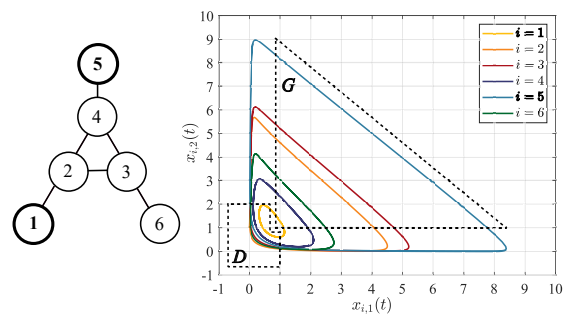 5
4
2
3
1
6
10
9
8
7
6
5
4
3
2
1
0
-1
x_{i,2}(t)
G
D
i = 1
i = 2
i = 3
i = 4
i = 5
i = 6
-1 0 1 2 3 4 5 6 7 8 9 10
x_{i,1}(t)